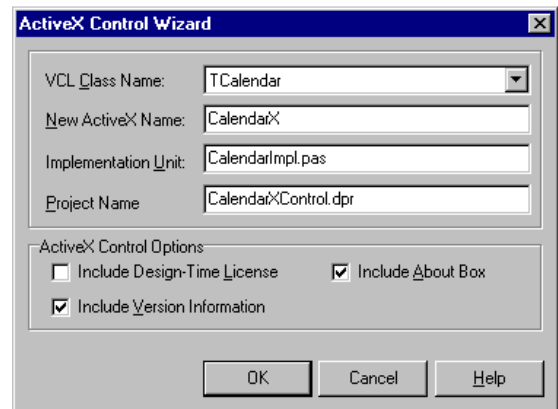 ActiveX Control Wizard
VCL Class Name: TCalendar
New ActiveX Name: CalendarX
Implementation Unit: CalendarImpl.pas
Project Name CalendarXControl.dpr
ActiveX Control Options
Include Design-Time License Include About Box
Include Version Information
OK Cancel Help